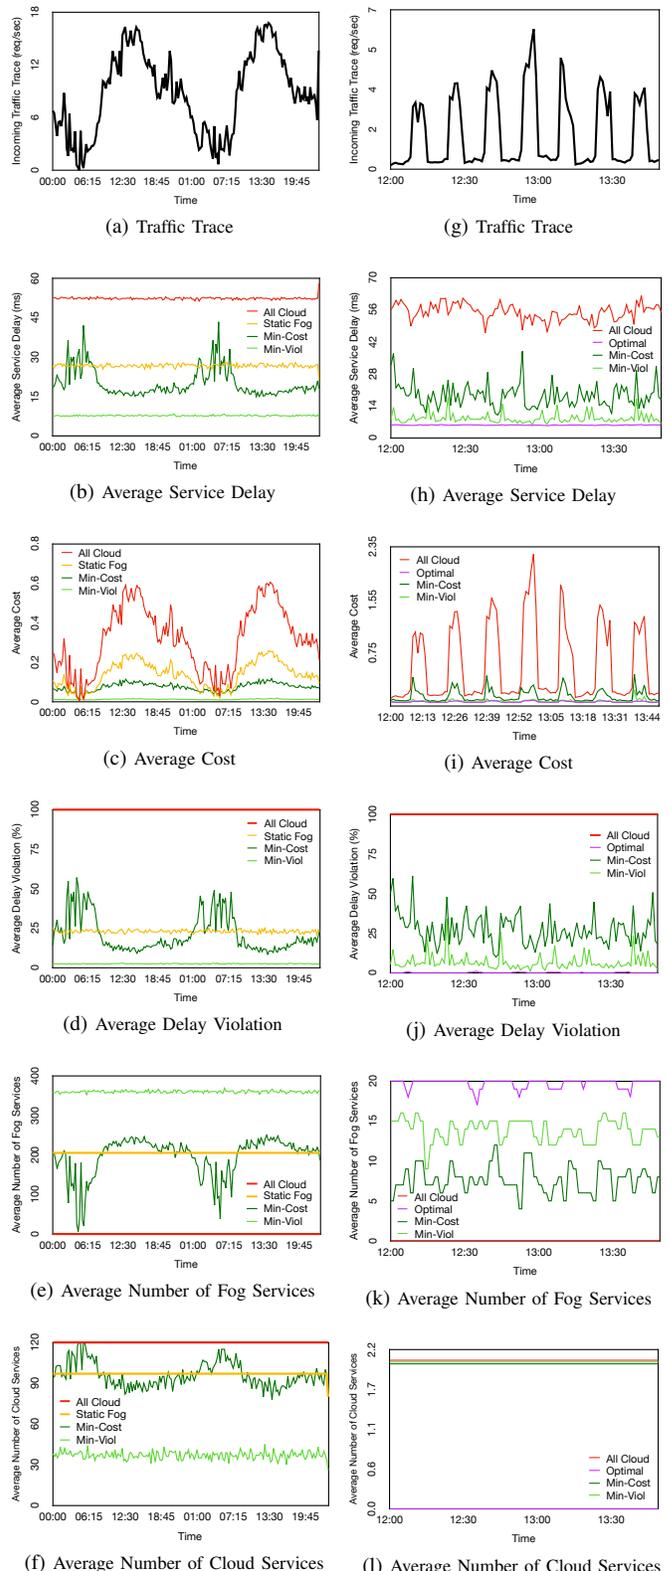 Incoming Traffic Trace (req/sec)
18
12
6
0
00:00 06:15 12:30 18:45 01:00 07:15 13:30 19:45
Time
(a) Traffic Trace
Incoming Traffic Trace (req/sec)
7
5
4
2
0
12:00 12:30 13:00 13:30
Time
(g) Traffic Trace
Average Service Delay (ms)
60
45
30
15
0
All Cloud
Static Fog
Min-Cost
Min-Viol
00:00 06:15 12:30 18:45 01:00 07:15 13:30 19:45
Time
(b) Average Service Delay
Average Service Delay (ms)
70
56
42
28
14
0
All Cloud
Optimal
Min-Cost
Min-Viol
12:00 12:30 13:00 13:30
Time
(h) Average Service Delay
Average Cost
0.8
0.6
0.4
0.2
0
All Cloud
Static Fog
Min-Cost
Min-Viol
00:00 06:15 12:30 18:45 01:00 07:15 13:30 19:45
Time
(c) Average Cost
Average Cost
2.35
1.55
0.75
All Cloud
Optimal
Min-Cost
Min-Viol
12:00 12:13 12:26 12:39 12:52 13:05 13:18 13:31 13:44
Time
(i) Average Cost
Average Delay Violation (%)
100
75
50
25
0
All Cloud
Static Fog
Min-Cost
Min-Viol
00:00 06:15 12:30 18:45 01:00 07:15 13:30 19:45
Time
(d) Average Delay Violation
Average Delay Violation (%)
100
75
50
25
0
All Cloud
Optimal
Min-Cost
Min-Viol
12:00 12:30 13:00 13:30
Time
(j) Average Delay Violation
Average Number of Fog Services
400
300
200
100
0
All Cloud
Static Fog
Min-Cost
Min-Viol
00:00 06:15 12:30 18:45 01:00 07:15 13:30 19:45
Time
(e) Average Number of Fog Services
Average Number of Fog Services
20
15
10
5
0
All Cloud
Optimal
Min-Cost
Min-Viol
12:00 12:30 13:00 13:30
Time
(k) Average Number of Fog Services
Average Number of Cloud Services
120
90
60
30
0
All Cloud
Static Fog
Min-Cost
Min-Viol
00:00 06:15 12:30 18:45 01:00 07:15 13:30 19:45
Time
(f) Average Number of Cloud Services
Average Number of Cloud Services
2.2
1.7
1.1
0.6
0.0
All Cloud
Optimal
Min-Cost
Min-Viol
12:00 12:30 13:00 13:30
Time
(l) Average Number of Cloud Services